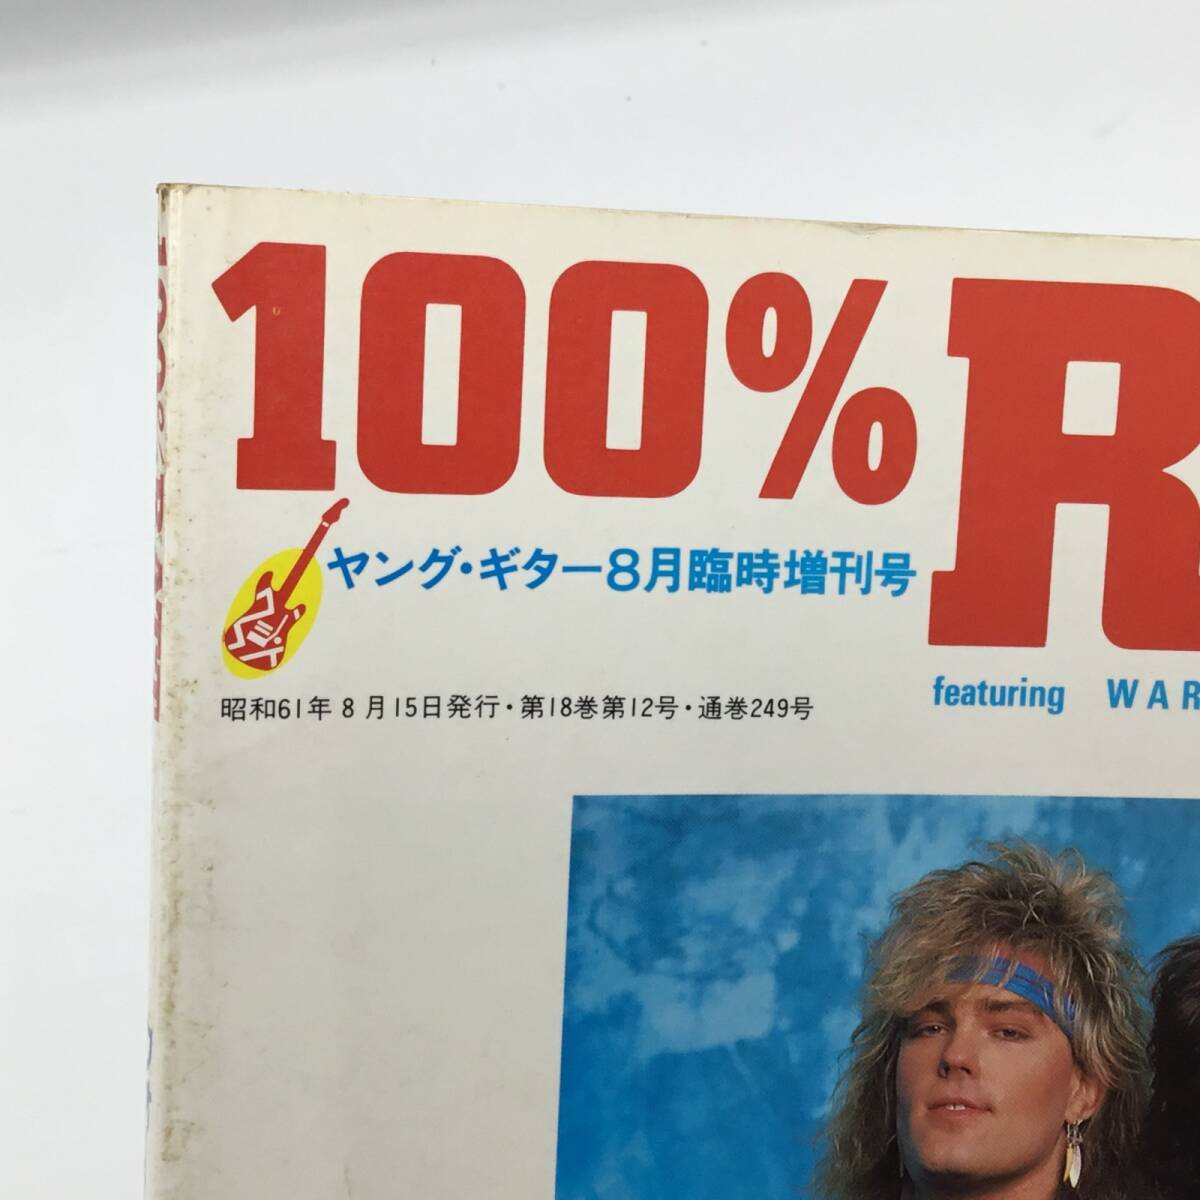 100% R
ヤング・ギター8月臨時増刊号
昭和61年8月15日発行・第18巻第12号・通巻249号
featuring WAR
100% RATT